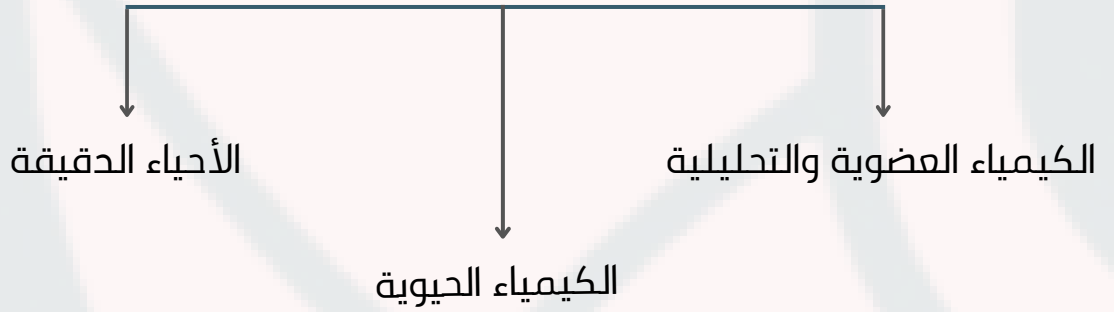 الكيمياء العضوية والتحليلية
الأحياء الدقيقة
الكيمياء الحيوية